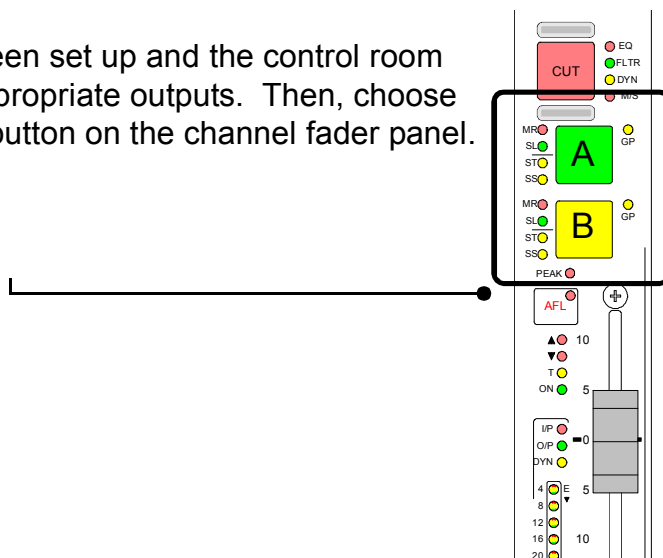 een set up and the control room
propriate outputs.  Then, choose
button on the channel fader panel.
CUT
EQ
FLTR
DYN
M/S
MR
SL
ST
SS
A
GP
MR
SL
ST
SS
B
GP
PEAK
AFL
▲
▼
T
ON
10
5
I/P
O/P
DYN
0
4
E
▼
5
8
12
16
10
20